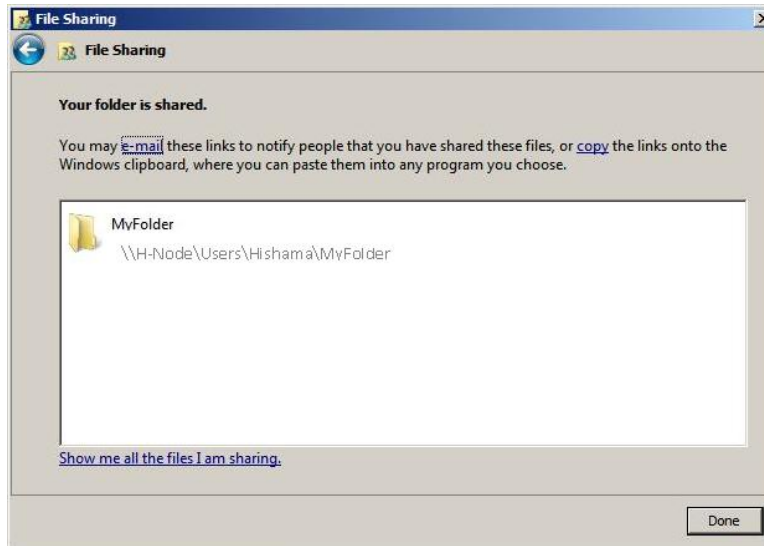 File Sharing
File Sharing
Your folder is shared.
You may e-mail these links to notify people that you have shared these files, or copy the links onto the
Windows clipboard, where you can paste them into any program you choose.
MyFolder
\\H-Node\Users\Hishama\MyFolder
Show me all the files I am sharing.
Done